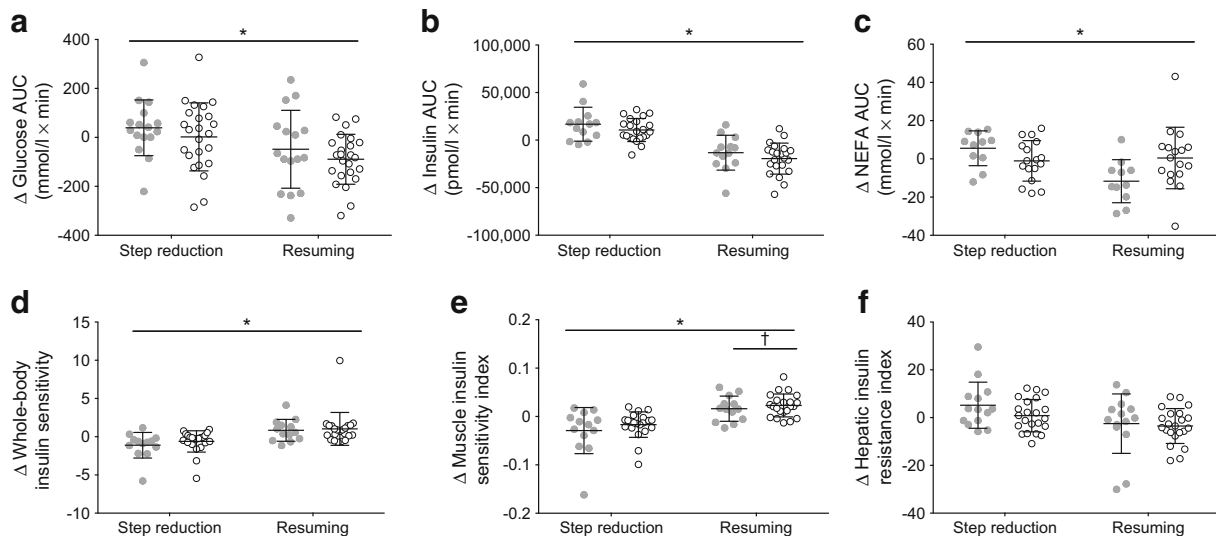 a
Δ Glucose AUC
(mmol/l × min)
400
200
0
-200
-400
*
Step reduction
Resuming
b
Δ Insulin AUC
(pmol/l × min)
100,000
50,000
0
-50,000
-100,000
*
Step reduction
Resuming
c
Δ NEFA AUC
(mmol/l × min)
60
40
20
0
-20
-40
*
Step reduction
Resuming
d
Δ Whole-body
insulin sensitivity
15
10
5
0
-5
-10
*
Step reduction
Resuming
e
Δ Muscle insulin
sensitivity index
0.2
0.1
0
-0.1
-0.2
*
†
Step reduction
Resuming
f
Δ Hepatic insulin
resistance index
40
20
0
-20
-40
Step reduction
Resuming